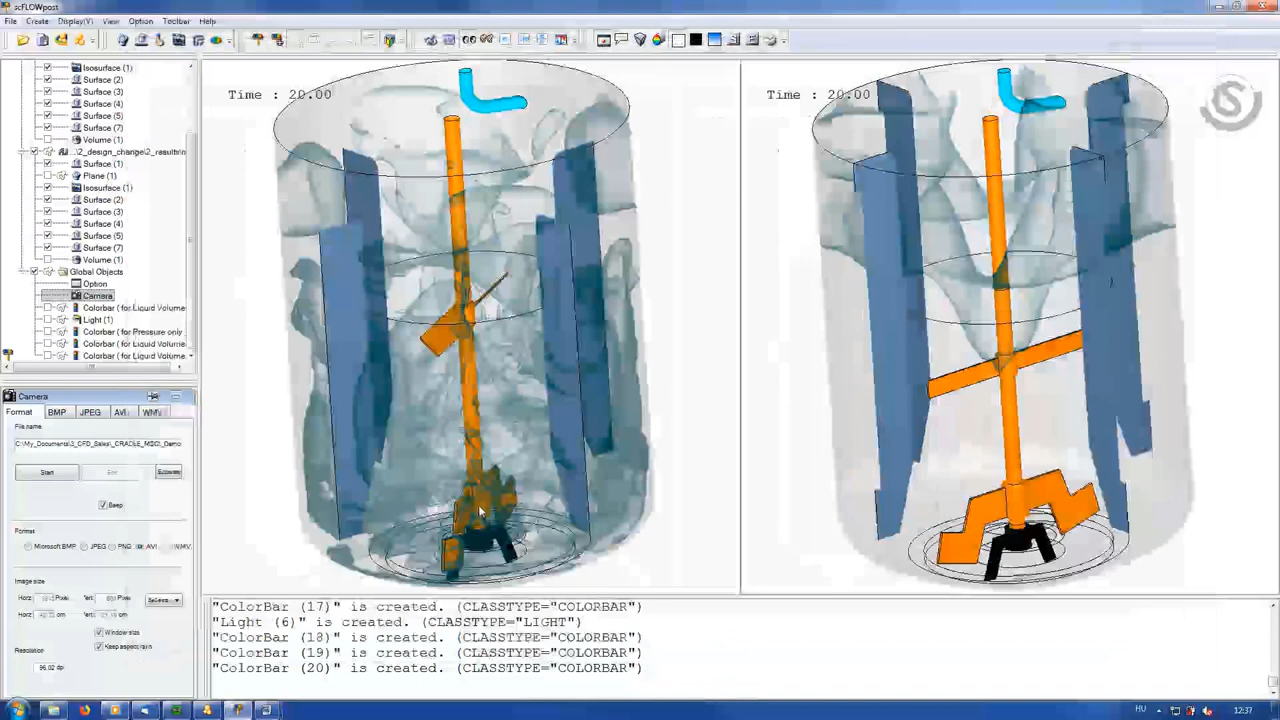 scFLOWpost
File Create Display(V) View Option Toolbar Help
Isosurface (1)
Surface (2)
Surface (3)
Surface (4)
Surface (5)
Surface (7)
Volume (1)
...\2_design_change\2_results\n
Surface (1)
Plane (1)
Isosurface (1)
Surface (2)
Surface (3)
Surface (4)
Surface (5)
Surface (7)
Volume (1)
Global Objects
Option
Camera
Colorbar ( for Liquid Volume
Light (1)
Colorbar ( for Pressure only
Colorbar ( for Liquid Volume
Colorbar ( for Liquid Volume
Camera
Format BMP JPEG AVI WMV
File name
C:\My_Documents\3_CFD_Sales\_CRADLE_MSC\_Demo
Start
Beep
Format
Microsoft BMP JPEG PNG AVI WMV
Image size
Horz Pixel Vert Pixel
Horz cm Vert cm
Window size
Keep aspect ratio
Resolution
96.02 dpi
Time : 20.00
Time : 20.00
"ColorBar (17)" is created. (CLASSTYPE="COLORBAR")
"Light (6)" is created. (CLASSTYPE="LIGHT")
"ColorBar (18)" is created. (CLASSTYPE="COLORBAR")
"ColorBar (19)" is created. (CLASSTYPE="COLORBAR")
"ColorBar (20)" is created. (CLASSTYPE="COLORBAR")
HU
12:37